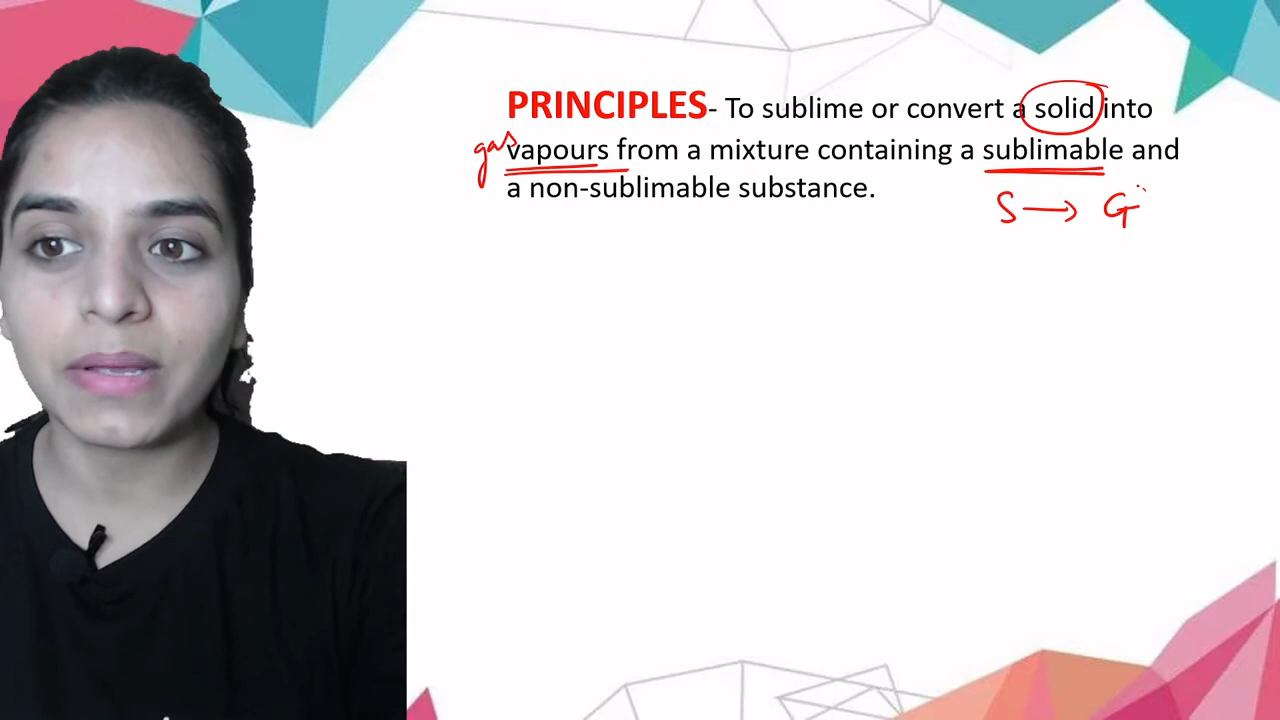 PRINCIPLES- To sublime or convert a solid into
gas vapours from a mixture containing a sublimable and
a non-sublimable substance.
S → G